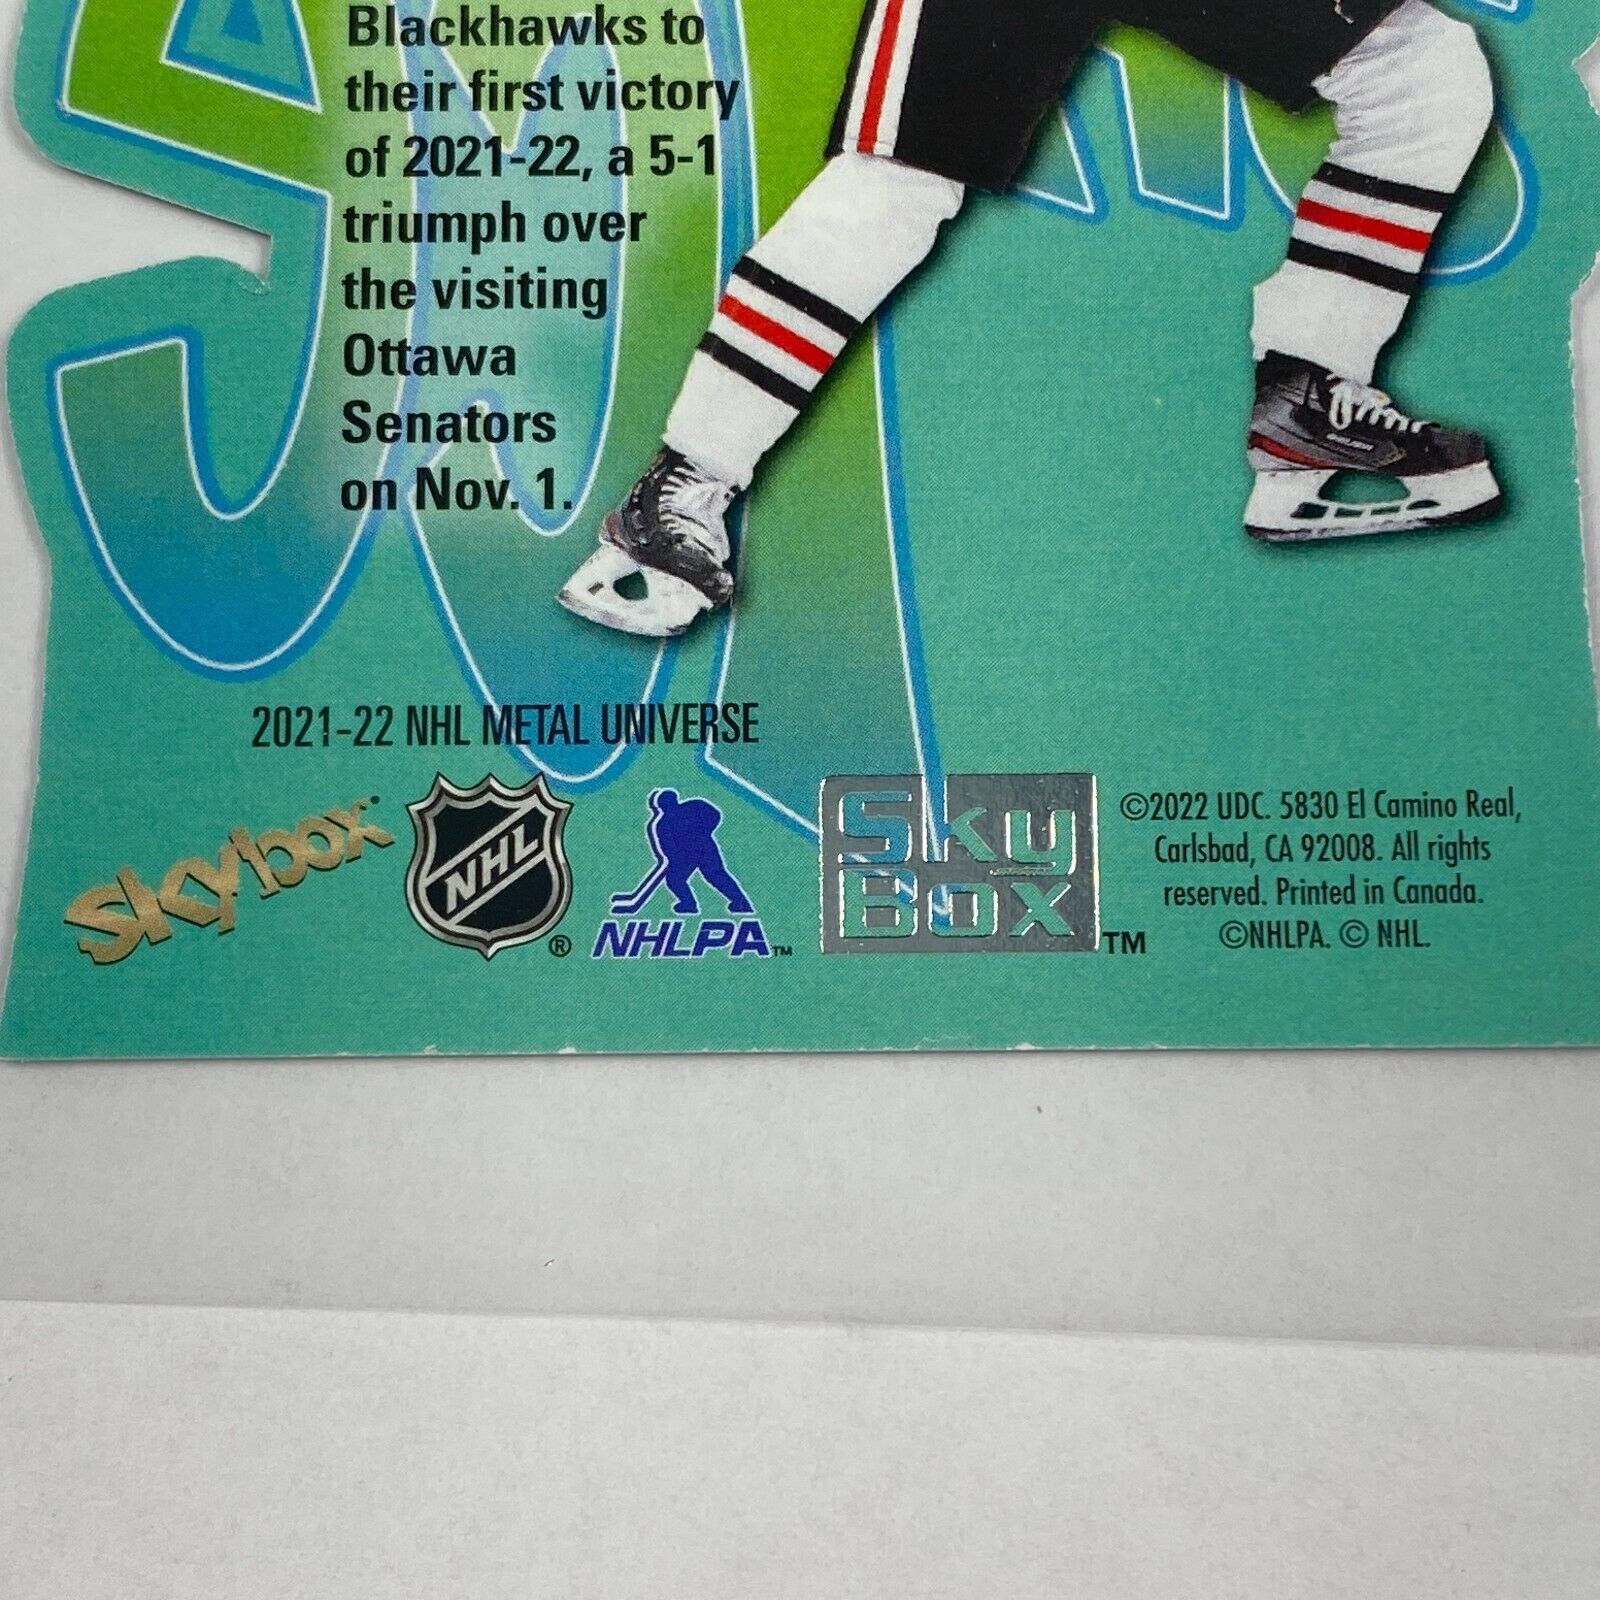 Blackhawks to
their first victory
of 2021-22, a 5-1
triumph over
the visiting
Ottawa
Senators
on Nov. 1.
2021-22 NHL METAL UNIVERSE
skybox
NHL ®
NHLPA™
Sky
Box™
©2022 UDC. 5830 El Camino Real,
Carlsbad, CA 92008. All rights
reserved. Printed in Canada.
©NHLPA. © NHL.